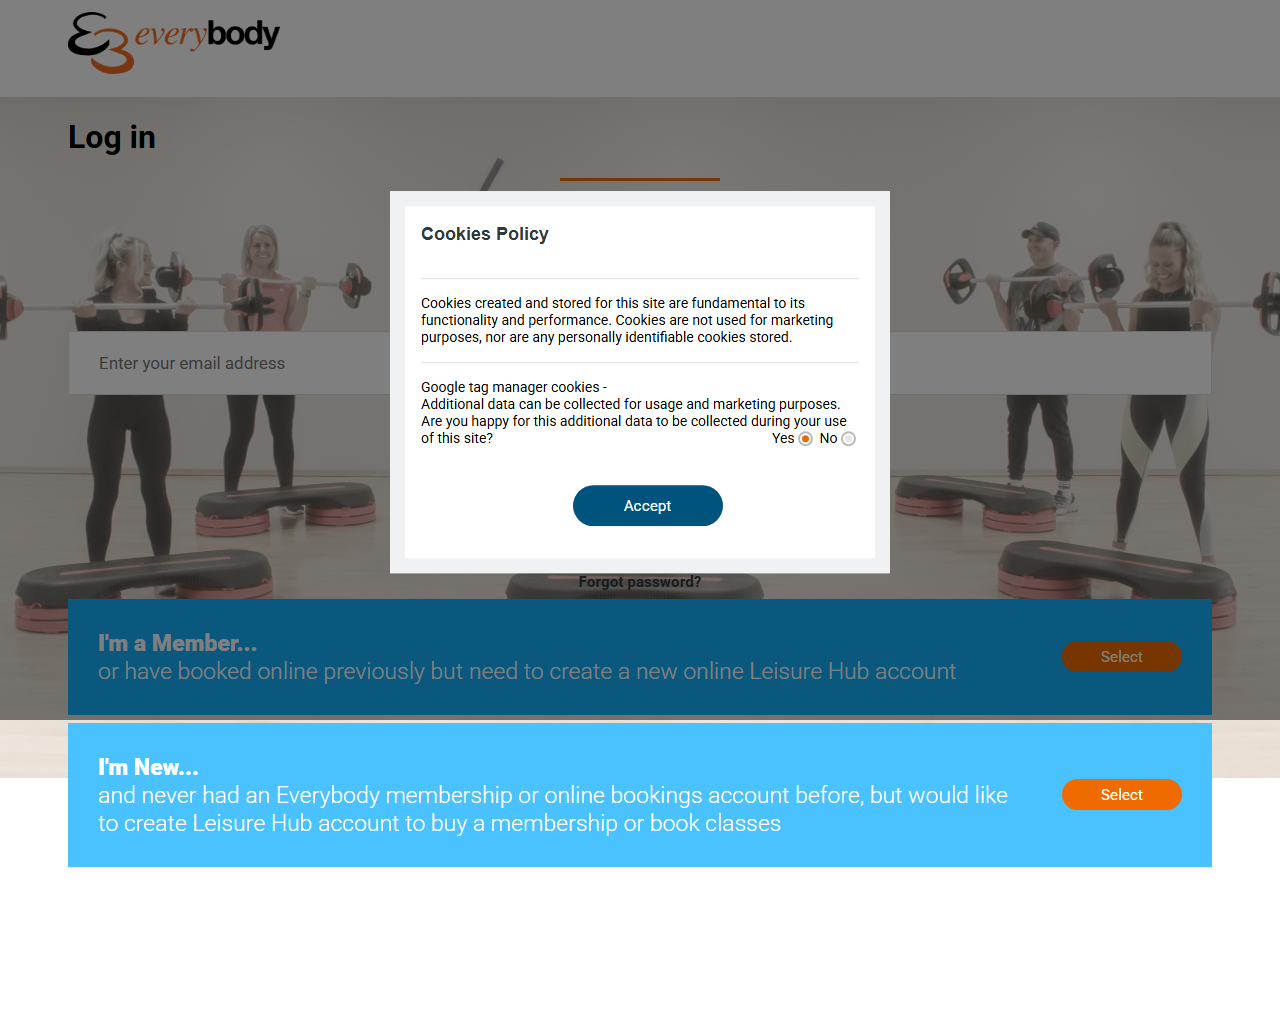 everybody
Log in
Cookies Policy
Cookies created and stored for this site are fundamental to its
functionality and performance. Cookies are not used for marketing
purposes, nor are any personally identifiable cookies stored.
Enter your email address
Google tag manager cookies -
Additional data can be collected for usage and marketing purposes.
Are you happy for this additional data to be collected during your use
of this site? Yes No
Accept
Forgot password?
I'm a Member...
or have booked online previously but need to create a new online Leisure Hub account
Select
I'm New...
and never had an Everybody membership or online bookings account before, but would like
to create Leisure Hub account to buy a membership or book classes
Select